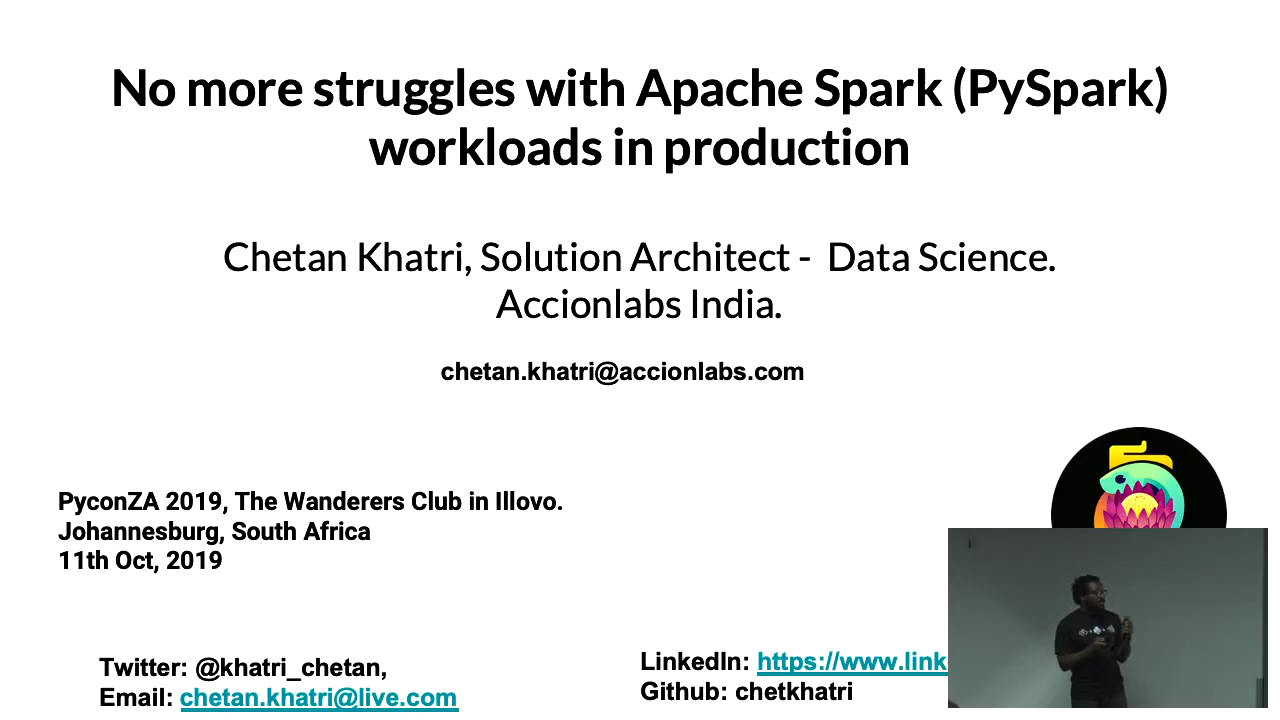 No more struggles with Apache Spark (PySpark)
workloads in production
Chetan Khatri, Solution Architect - Data Science.
Accionlabs India.
chetan.khatri@accionlabs.com
PyconZA 2019, The Wanderers Club in Illovo.
Johannesburg, South Africa
11th Oct, 2019
Twitter: @khatri_chetan,
Email: chetan.khatri@live.com
LinkedIn: https://www.link
Github: chetkhatri